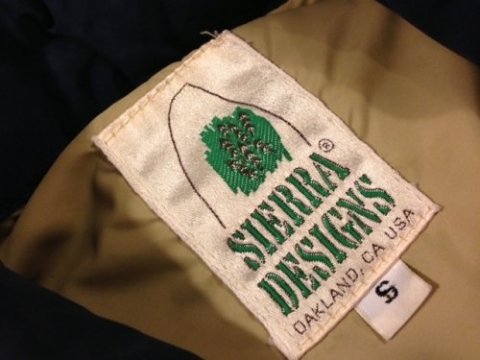 SIERRA ®
DESIGNS
OAKLAND, CA USA
S